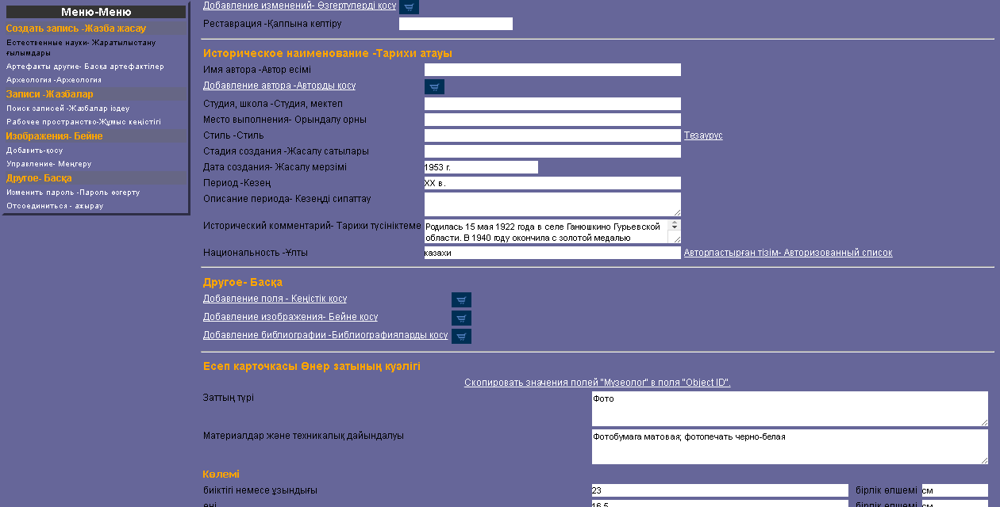 Меню-Меню
Создать запись -Жазба жасау
Естественные науки- Жаратылыстану
ғылымдары
Артефакты другие- Басқа артефактілер
Археология -Археология
Записи -Жазбалар
Поиск записей -Жазбалар іздеу
Рабочее пространство-Жұмыс кеңістігі
Изображения- Бейне
Добавить-қосу
Управление- Меңгеру
Другое- Басқа
Изменить пароль -Пароль өзгерту
Отсоединиться - ажырау
Добавление изменений- Өзгертулерді қосу
Реставрация -Қалпына келтіру
Историческое наименование -Тарихи атауы
Имя автора -Автор есімі
Добавление автора -Авторды қосу
Студия, школа -Студия, мектеп
Место выполнения- Орындалу орны
Стиль -Стиль Тезаурус
Стадия создания -Жасалу сатылары
Дата создания- Жасалу мерзімі 1953 г.
Период -Кезең XX в.
Описание периода- Кезеңді сипаттау
Исторический комментарий- Тарихи түсініктеме Родилась 15 мая 1922 года в селе Ганюшкино Гурьевской
области. В 1940 году окончила с золотой медалью
Национальность -Ұлты казахи Авторластырған тізім- Авторизованный список
Другое- Басқа
Добавление поля - Кеңістік қосу
Добавление изображения- Бейне қосу
Добавление библиографии -Библиографияларды қосу
Есеп карточкасы Өнер затының куәлігі
Скопировать значения полей "Музеолог" в поля "Object ID".
Заттың түрі Фото
Материалдар және техникалық дайындалуы Фотобумага матовая; фотопечать черно-белая
Көлемі
биіктігі немесе ұзындығы 23 бірлік өлшемі см
ені 16,5 бірлік өлшемі см